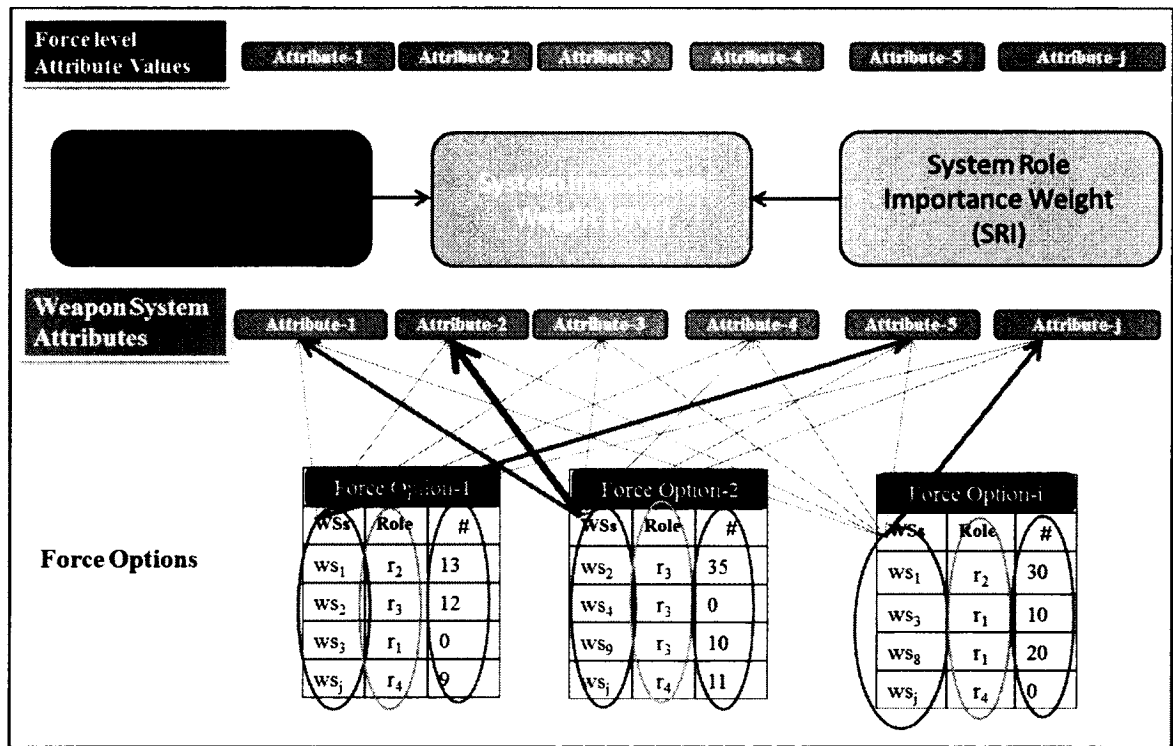 Force level
Attribute Values
Attribute-1 Attribute-2 Attribute-3 Attribute-4 Attribute-5 Attribute-j
System Importance
Weight
System Role
Importance Weight
(SRI)
Weapon System
Attributes
Attribute-1 Attribute-2 Attribute-3 Attribute-4 Attribute-5 Attribute-j
Force Options
Force Option-1
WSs Role #
ws₁ r₂ 13
ws₂ r₃ 12
ws₃ r₁ 0
wsⱼ r₄ 9
Force Option-2
WSs Role #
ws₂ r₃ 35
ws₄ r₃ 0
ws₉ r₃ 10
wsⱼ r₄ 11
Force Option-i
WSs Role #
ws₁ r₂ 30
ws₃ r₁ 10
ws₈ r₁ 20
wsⱼ r₄ 0